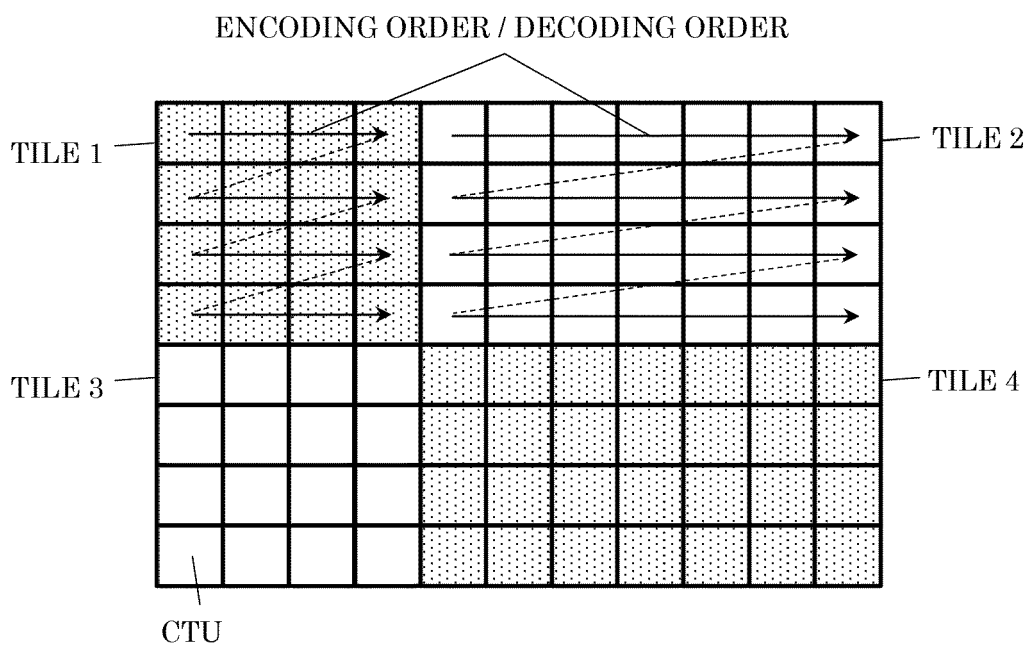 ENCODING ORDER / DECODING ORDER
TILE 1
TILE 2
TILE 3
TILE 4
CTU